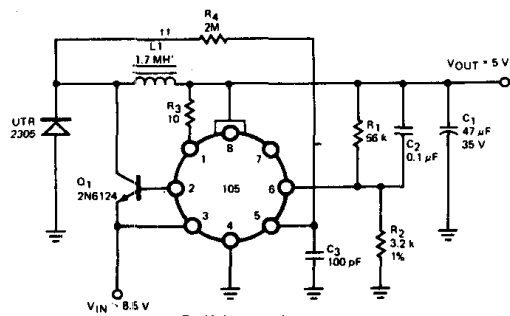 R4
2M
††
L1
1.7 MH'
VOUT = 5 V
UTR
2305
R3
10
R1
56 k
C2
0.1 µF
C1
47 µF
35 V
8
1
7
Q1
2N6124
2
105
6
3
4
5
C3
100 pF
R2
3.2 k
1%
VIN = 8.5 V